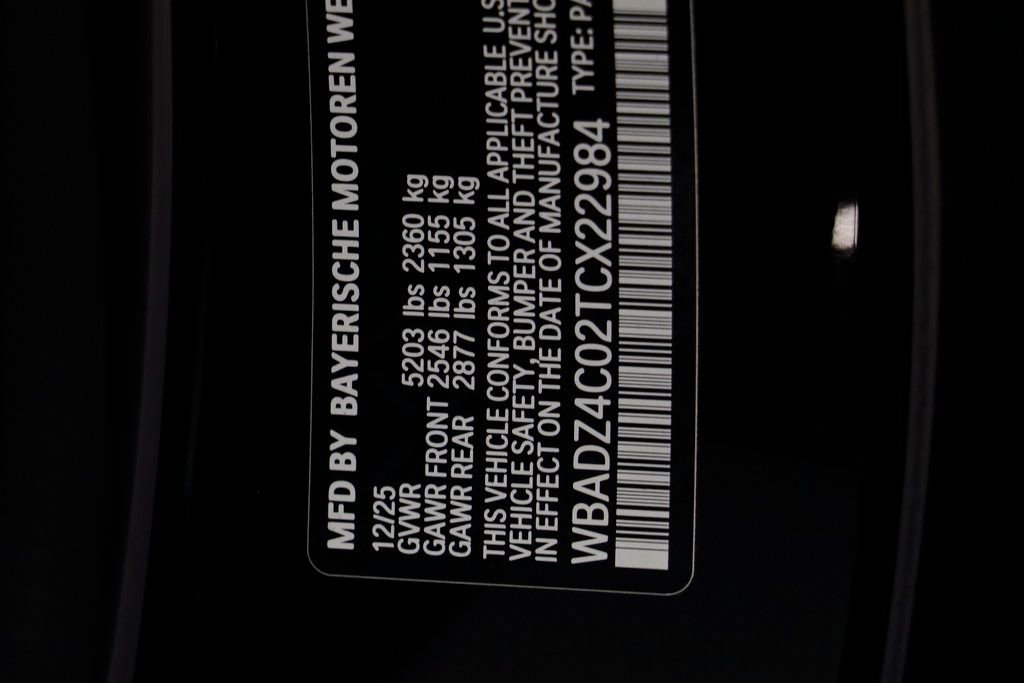 MFD BY BAYERISCHE MOTOREN WE
12/25
GVWR 5203 lbs 2360 kg
GAWR FRONT 2546 lbs 1155 kg
GAWR REAR 2877 lbs 1305 kg
THIS VEHICLE CONFORMS TO ALL APPLICABLE U.S
VEHICLE SAFETY, BUMPER AND THEFT PREVENT
IN EFFECT ON THE DATE OF MANUFACTURE SHO
WBADZ4C02TCX22984 TYPE: PA